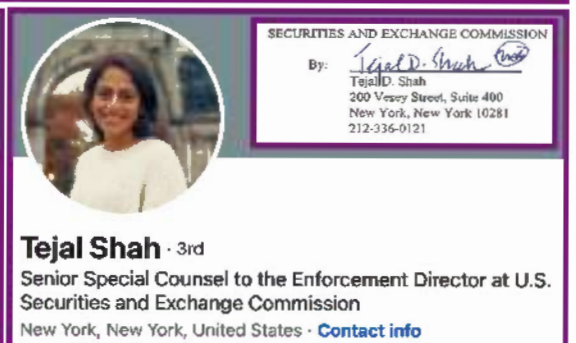 SECURITIES AND EXCHANGE COMMISSION
By: Tejal D. Shah
Tejal D. Shah
200 Vesey Street, Suite 400
New York, New York 10281
212-336-0121
Tejal Shah · 3rd
Senior Special Counsel to the Enforcement Director at U.S.
Securities and Exchange Commission
New York, New York, United States · Contact info